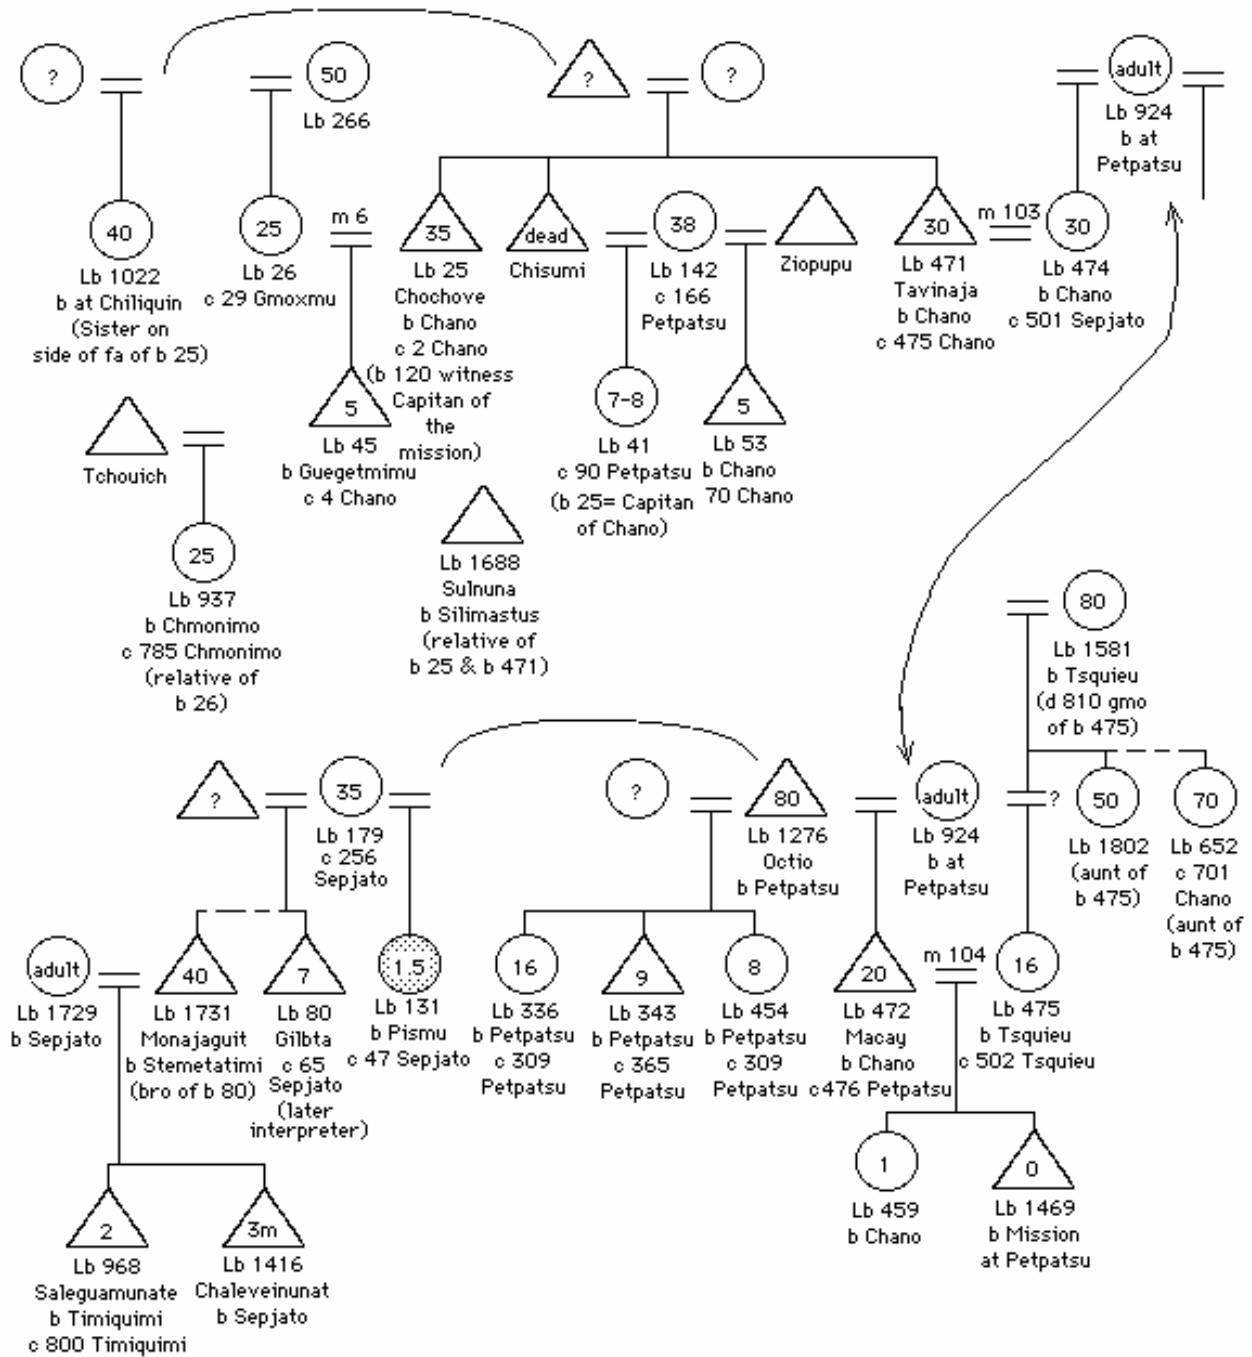 ?
50
Lb 266
?
?
adult
Lb 924
b at
Petpatsu
40
Lb 1022
b at Chiliquin
(Sister on
side of fa of b 25)
25
Lb 26
c 29 Gmoxmu
m 6
35
Lb 25
Chochove
b Chano
c 2 Chano
(b 120 witness
Capitan of
the
mission)
dead
Chisumi
38
Lb 142
c 166
Petpatsu
Ziopupu
30
Lb 471
Tavinaja
b Chano
c 475 Chano
m 103
30
Lb 474
b Chano
c 501 Sepjato
5
Lb 45
b Guegetmimu
c 4 Chano
7-8
Lb 41
c 90 Petpatsu
(b 25= Capitan
of Chano)
5
Lb 53
b Chano
70 Chano
Tchouich
25
Lb 937
b Chmonimo
c 785 Chmonimo
(relative of
b 26)
Lb 1688
Sulnuna
b Silimastus
(relative of
b 25 & b 471)
80
Lb 1581
b Tsquieu
(d 810 gmo
of b 475)
?
35
Lb 179
c 256
Sepjato
?
80
Lb 1276
Octio
b Petpatsu
adult
Lb 924
b at
Petpatsu
?
50
Lb 1802
(aunt of
b 475)
70
Lb 652
c 701
Chano
(aunt of
b 475)
adult
Lb 1729
b Sepjato
40
Lb 1731
Monajaguit
b Stemetatimi
(bro of b 80)
7
Lb 80
Gilbta
c 65
Sepjato
(later
interpreter)
1.5
Lb 131
b Pismu
c 47 Sepjato
16
Lb 336
b Petpatsu
c 309
Petpatsu
9
Lb 343
b Petpatsu
c 365
Petpatsu
8
Lb 454
b Petpatsu
c 309
Petpatsu
20
Lb 472
Macay
b Chano
c 476 Petpatsu
m 104
16
Lb 475
b Tsquieu
c 502 Tsquieu
1
Lb 459
b Chano
0
Lb 1469
b Mission
at Petpatsu
2
Lb 968
Saleguamunate
b Timiquimi
c 800 Timiquimi
3m
Lb 1416
Chaleveinunat
b Sepjato